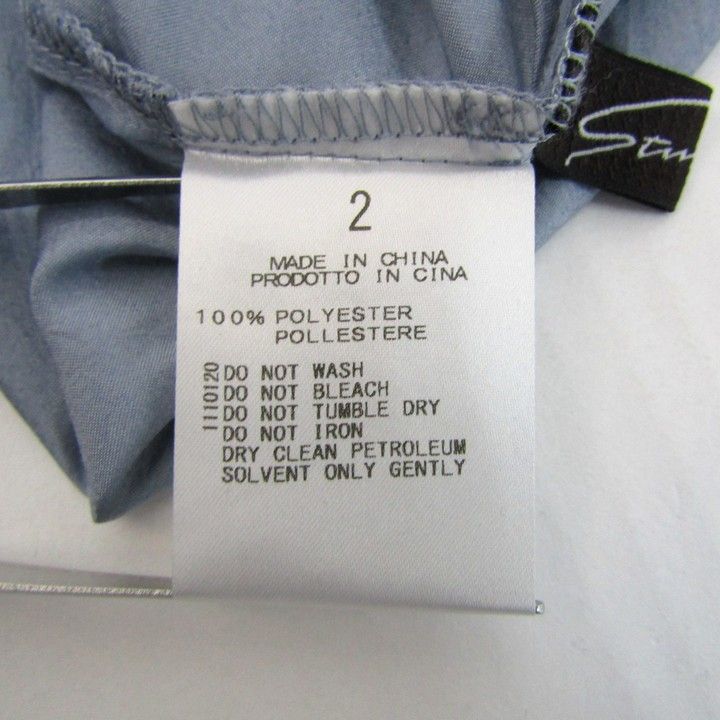 2
MADE IN CHINA
PRODOTTO IN CINA
100% POLYESTER
POLLESTERE
1110120
DO NOT WASH
DO NOT BLEACH
DO NOT TUMBLE DRY
DO NOT IRON
DRY CLEAN PETROLEUM
SOLVENT ONLY GENTLY